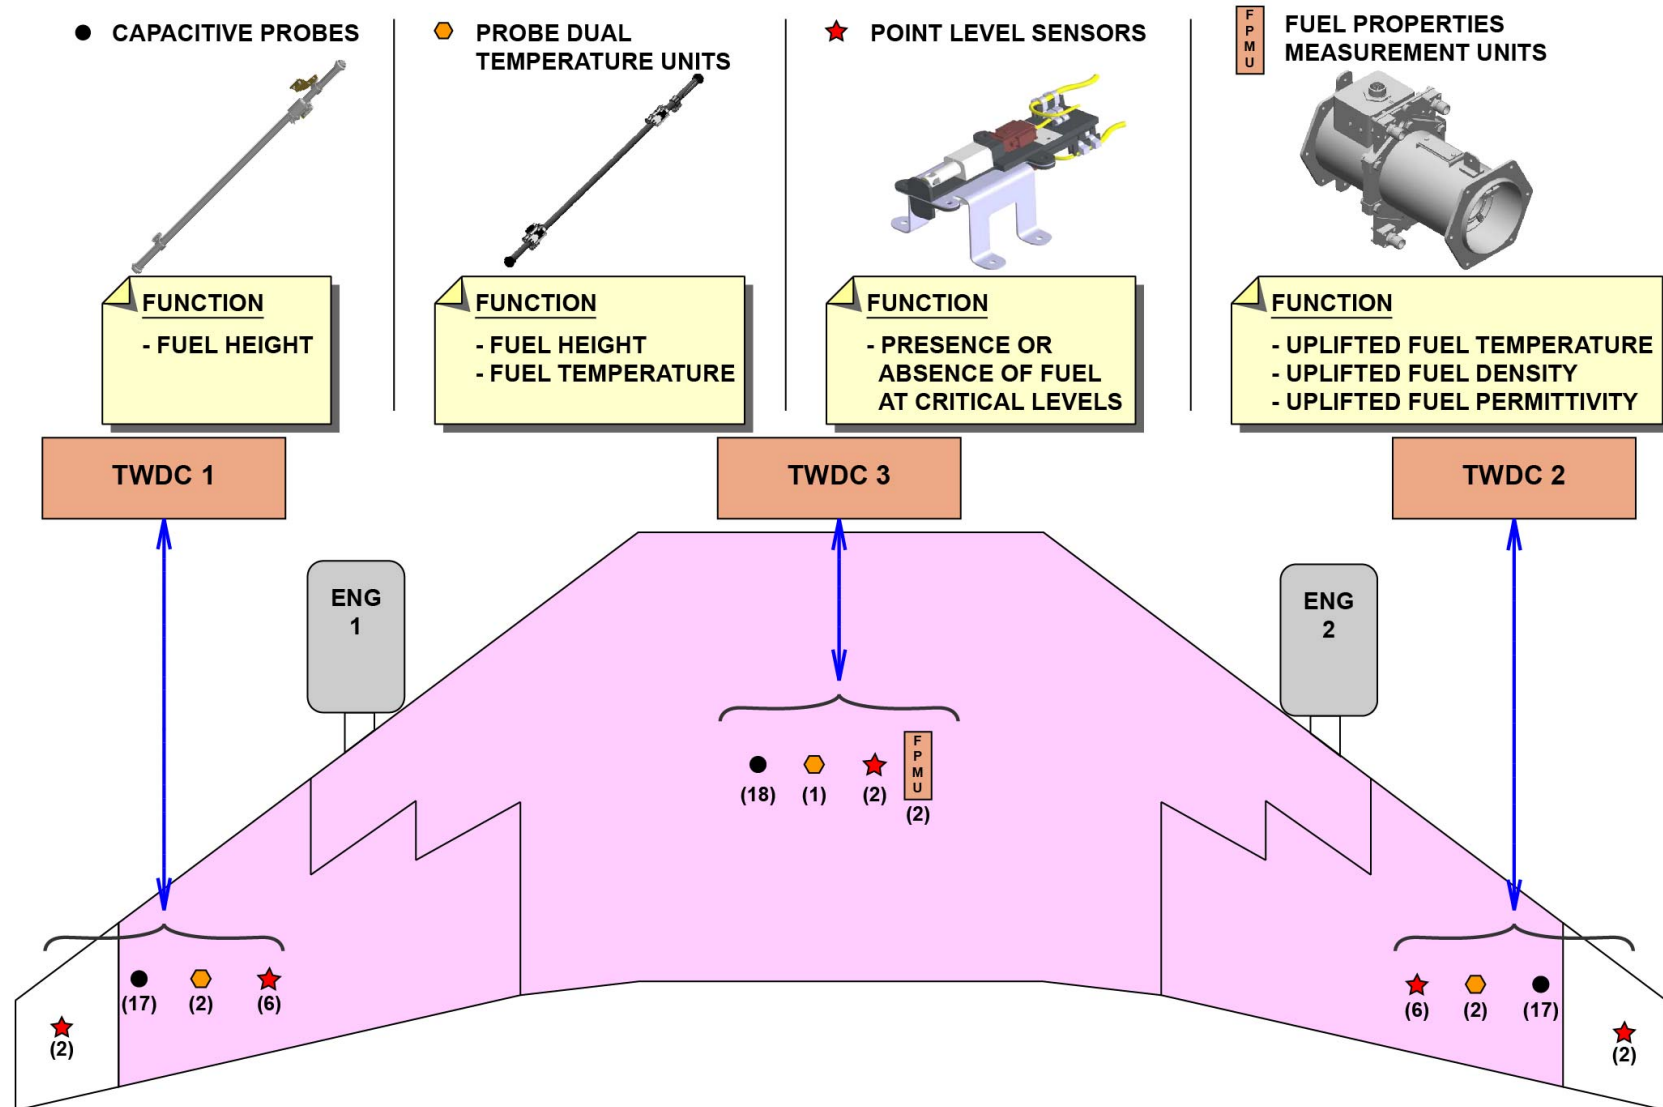 CAPACITIVE PROBES
PROBE DUAL
TEMPERATURE UNITS
POINT LEVEL SENSORS
F
P
M
U
FUEL PROPERTIES
MEASUREMENT UNITS
FUNCTION
- FUEL HEIGHT
FUNCTION
- FUEL HEIGHT
- FUEL TEMPERATURE
FUNCTION
- PRESENCE OR
ABSENCE OF FUEL
AT CRITICAL LEVELS
FUNCTION
- UPLIFTED FUEL TEMPERATURE
- UPLIFTED FUEL DENSITY
- UPLIFTED FUEL PERMITTIVITY
TWDC 1
TWDC 3
TWDC 2
ENG
1
ENG
2
F
P
M
U
(18)
(1)
(2)
(2)
(17)
(2)
(6)
(2)
(6)
(2)
(17)
(2)